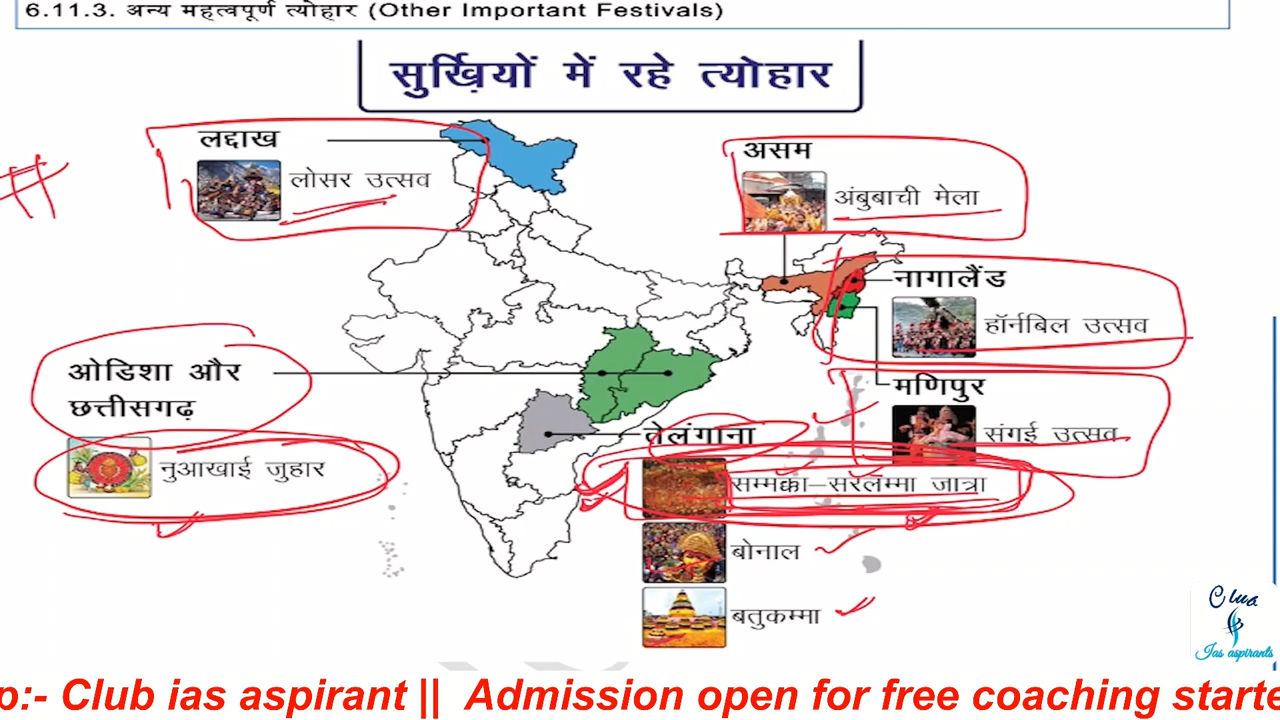 6.11.3. अन्य महत्वपूर्ण त्योहार (Other Important Festivals)
सुर्खियों में रहे त्योहार
लद्दाख
लोसर उत्सव
असम
अंबुबाची मेला
नागालैंड
हॉर्नबिल उत्सव
ओडिशा और
छत्तीसगढ़
नुआखाई जुहार
मणिपुर
संगई उत्सव
तेलंगाना
सम्मक्का–सरलम्मा जात्रा
बोनाल
बतुकम्मा
Club
Ias aspirants
p:- Club ias aspirant || Admission open for free coaching starte